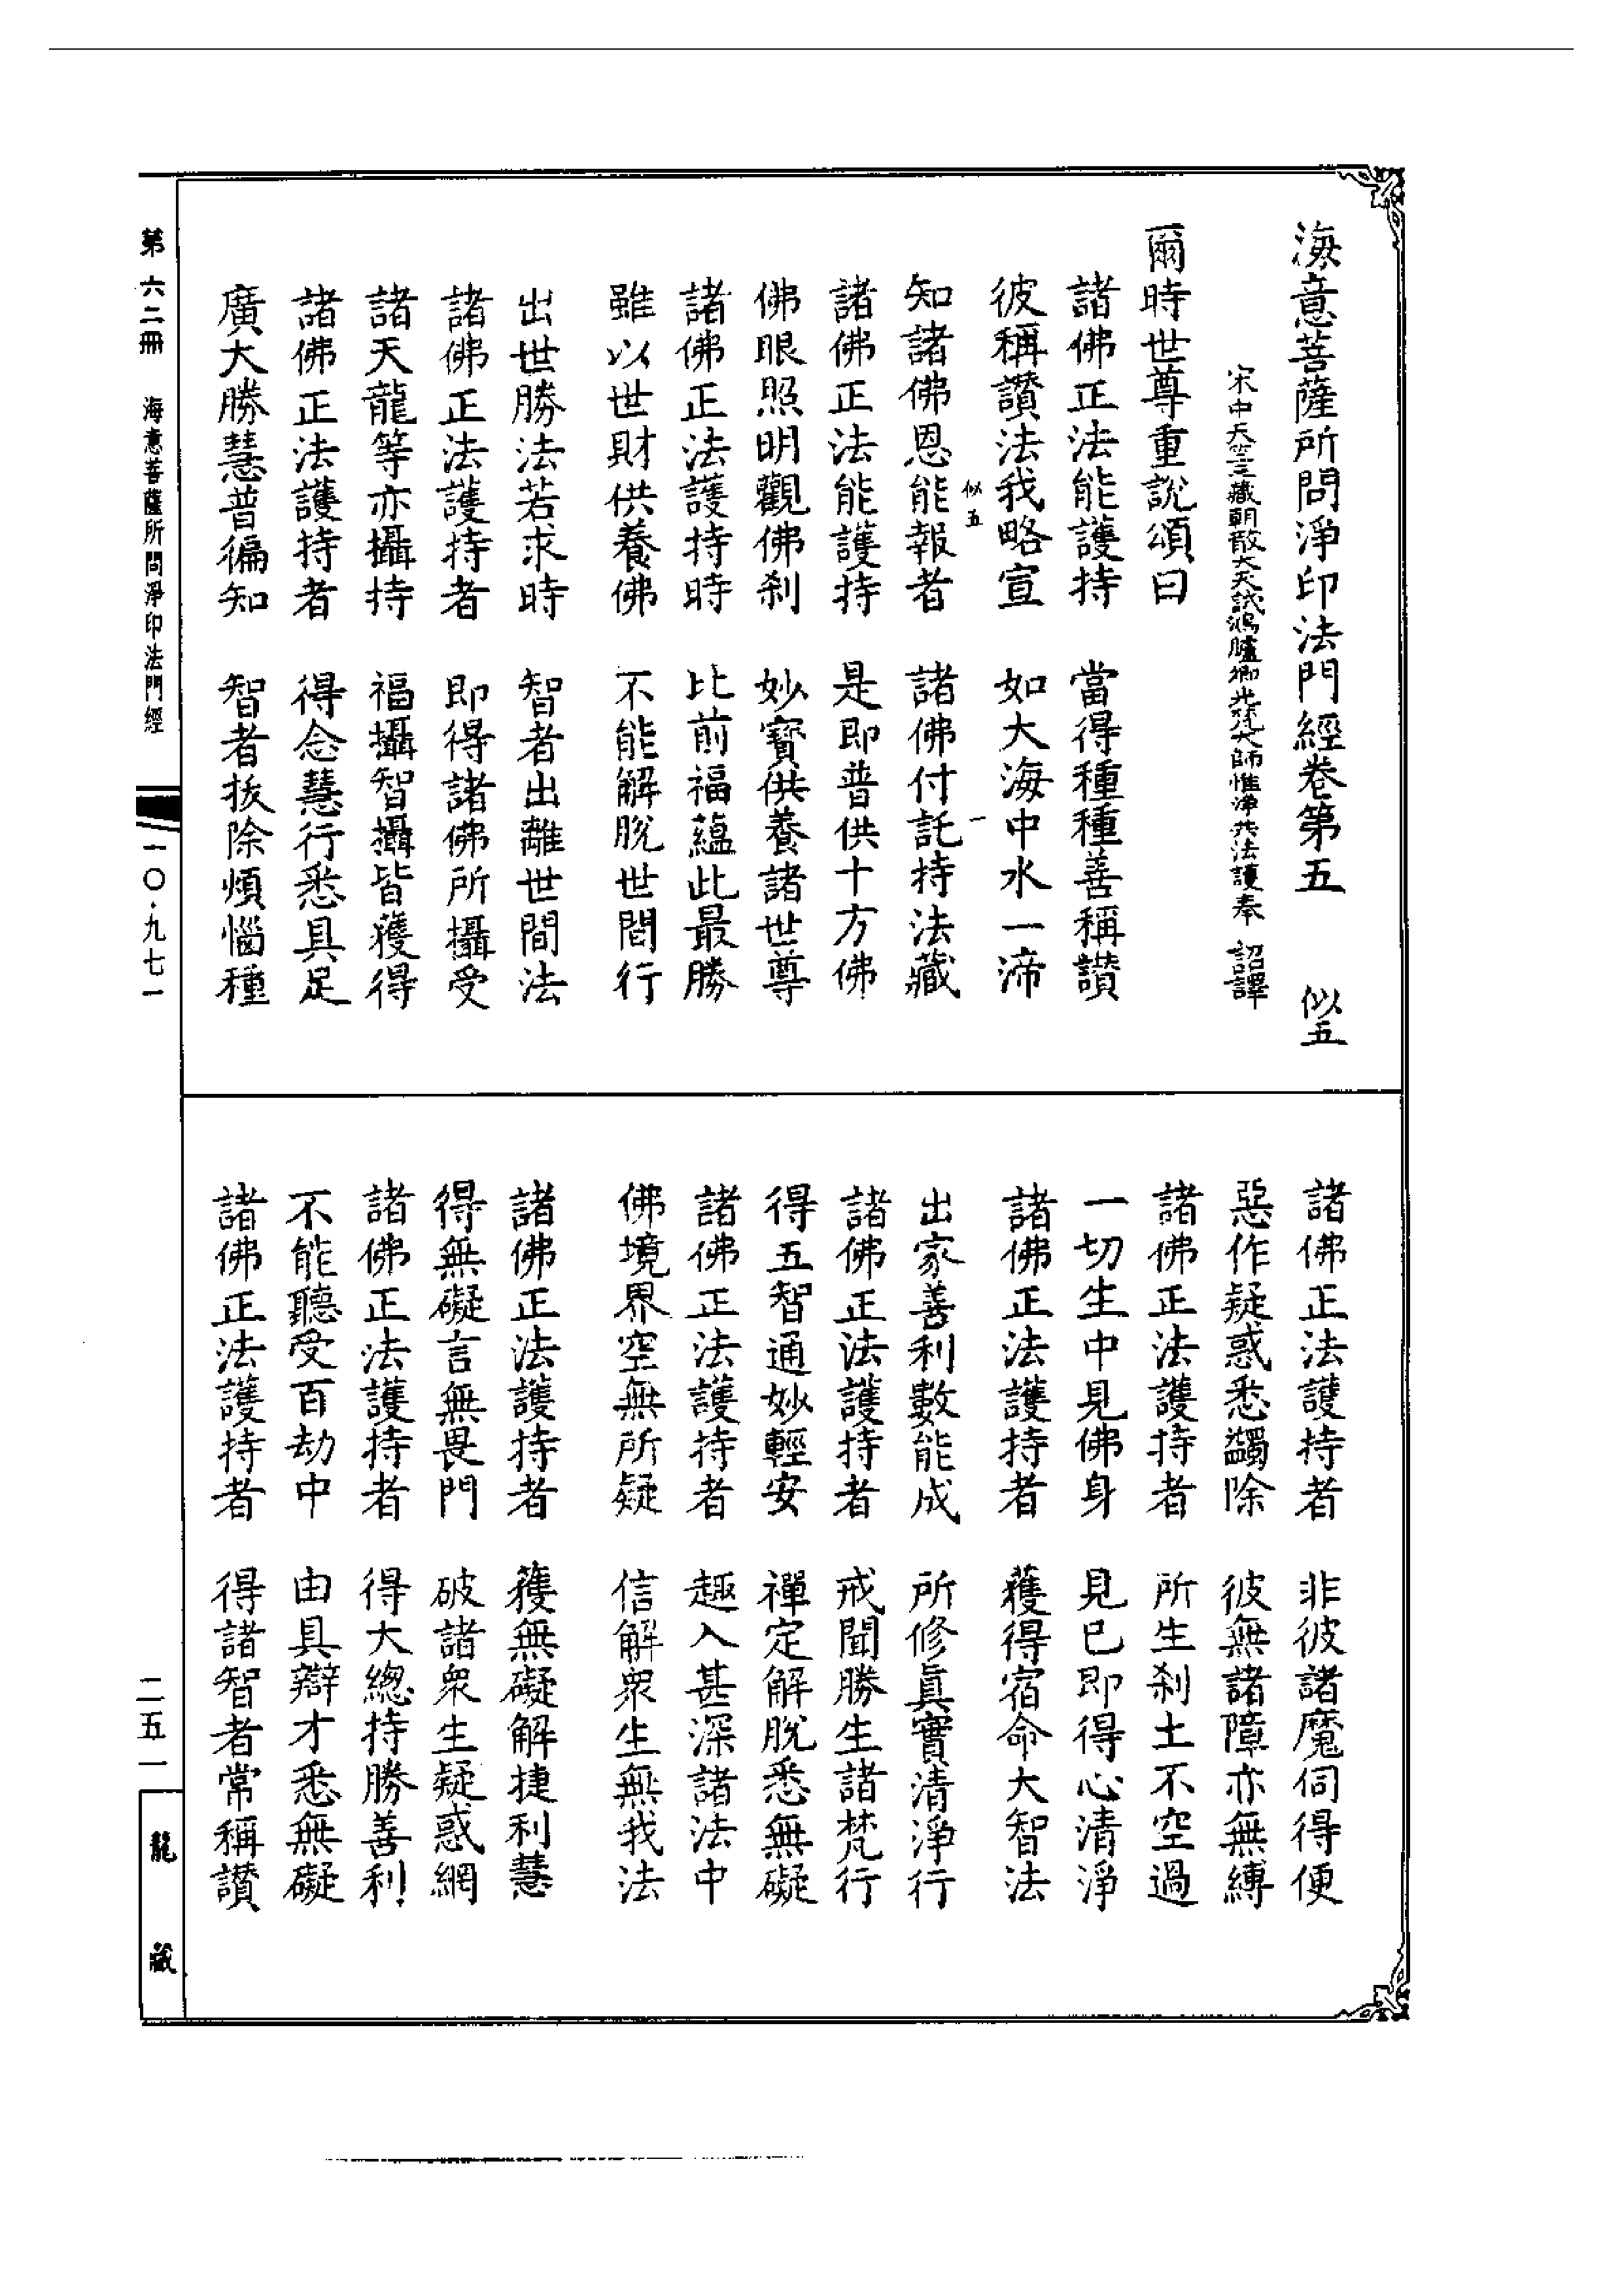 海意菩薩所問淨印法門經卷第五　似五
宋中天竺三藏朝散大夫試鴻臚卿光梵大師惟淨共法護奉　詔譯
爾時世尊重說頌曰
諸佛正法能護持　當得種種善稱讚
彼稱讚法我略宣　如大海中水一渧
似五　一
知諸佛恩能報者　諸佛付託持法藏
諸佛正法能護持　是即普供十方佛
佛眼照明觀佛刹　妙寶供養諸世尊
諸佛正法護持時　比前福蘊此最勝
雖以世財供養佛　不能解脫世間行
出世勝法若求時　智者出離世間法
諸佛正法護持者　即得諸佛所攝受
諸天龍等亦攝持　福攝智攝皆獲得
諸佛正法護持者　得念慧行悉具足
廣大勝慧普徧知　智者拔除煩惱種
諸佛正法護持者　非彼諸魔伺得便
惡作疑惑悉蠲除　彼無諸障亦無縛
諸佛正法護持者　所生刹土不空過
一切生中見佛身　見已即得心清淨
諸佛正法護持者　獲得宿命大智法
出家善利數能成　所修眞實清淨行
諸佛正法護持者　戒聞勝生諸梵行
得五智通妙輕安　禪定解脫悉無礙
諸佛正法護持者　趣入甚深諸法中
佛境界空無所疑　信解衆生無我法
諸佛正法護持者　獲無礙解捷利慧
得無礙言無畏門　破諸衆生疑惑網
諸佛正法護持者　得大總持勝善利
不能聽受百劫中　由具辯才悉無礙
諸佛正法護持者　得諸智者常稱讚
第六二冊　海意菩薩所問淨印法門經　一〇·九七一　二五一　龍藏